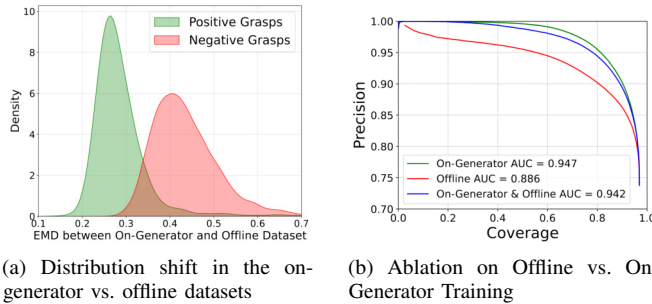 10
8
6
4
2
0
Density
Positive Grasps
Negative Grasps
0.1 0.2 0.3 0.4 0.5 0.6 0.7
EMD between On-Generator and Offline Dataset
(a) Distribution shift in the on-
generator vs. offline datasets
1.00
0.95
0.90
0.85
0.80
0.75
0.70
Precision
On-Generator AUC = 0.947
Offline AUC = 0.886
On-Generator & Offline AUC = 0.942
0.0 0.2 0.4 0.6 0.8 1.0
Coverage
(b) Ablation on Offline vs. On
Generator Training